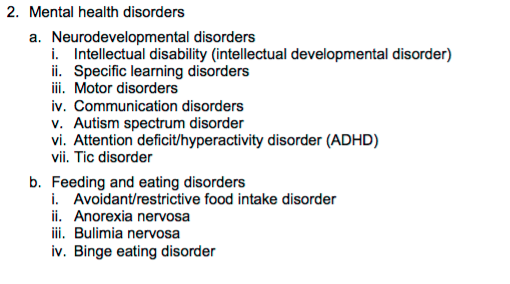 2. Mental health disorders
a. Neurodevelopmental disorders
i. Intellectual disability (intellectual developmental disorder)
ii. Specific learning disorders
iii. Motor disorders
iv. Communication disorders
v. Autism spectrum disorder
vi. Attention deficit/hyperactivity disorder (ADHD)
vii. Tic disorder
b. Feeding and eating disorders
i. Avoidant/restrictive food intake disorder
ii. Anorexia nervosa
iii. Bulimia nervosa
iv. Binge eating disorder